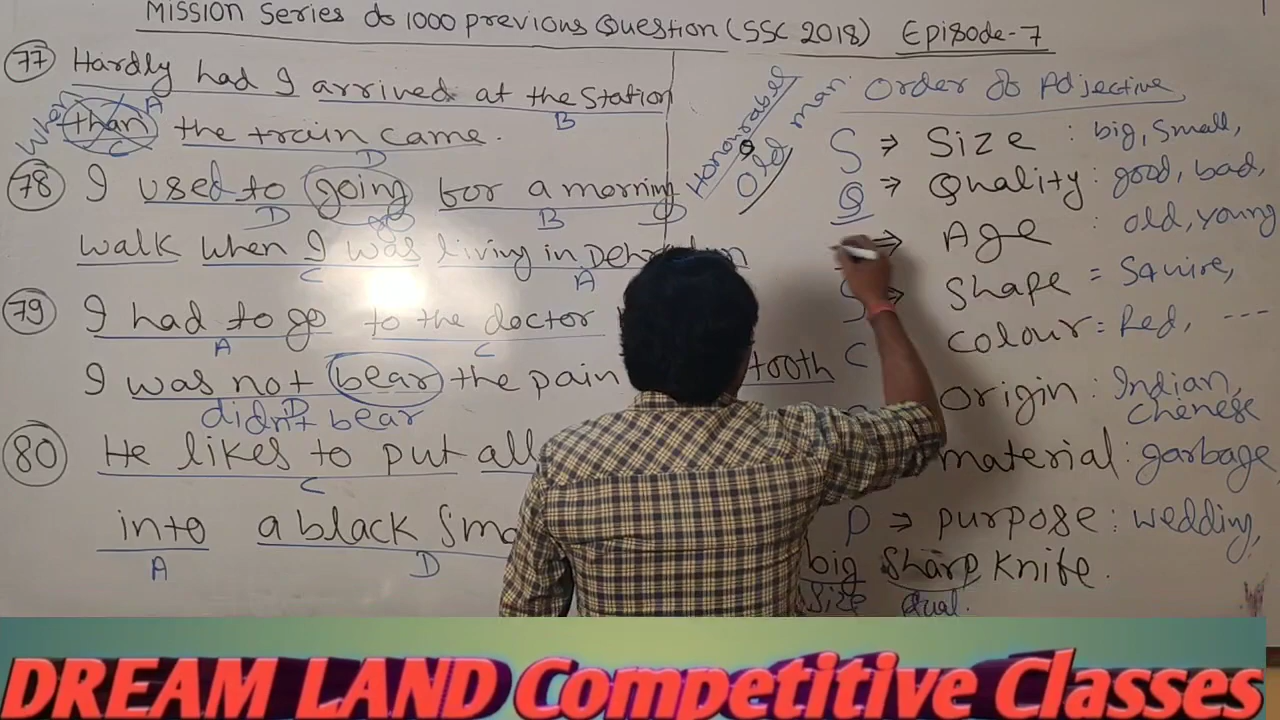 Mission Series of 1000 previous Question (SSC 2018) Episode-7
77 Hardly had I arrived at the Station
A B
when than the train came.
C D
78 I used to going for a morning
D B
walk when I was living in
C A
79 I had to go to the doctor
A C
I was not bear the pain tooth
D
didn't bear
80 He likes to put all
C
into a black
A D
Honourabel
Old man
Order of Adjective
S ⇒ Size : big, small,
Q ⇒ Quality : good, bad,
⇒ Age : old, young
S ⇒ Shape = Squire,
C colour = Red, ---
origin : Indian,
Chenese
material : garbage
P ⇒ purpose : wedding,
big Sharp Knife.
Size qual.
DREAM LAND Competitive Classes